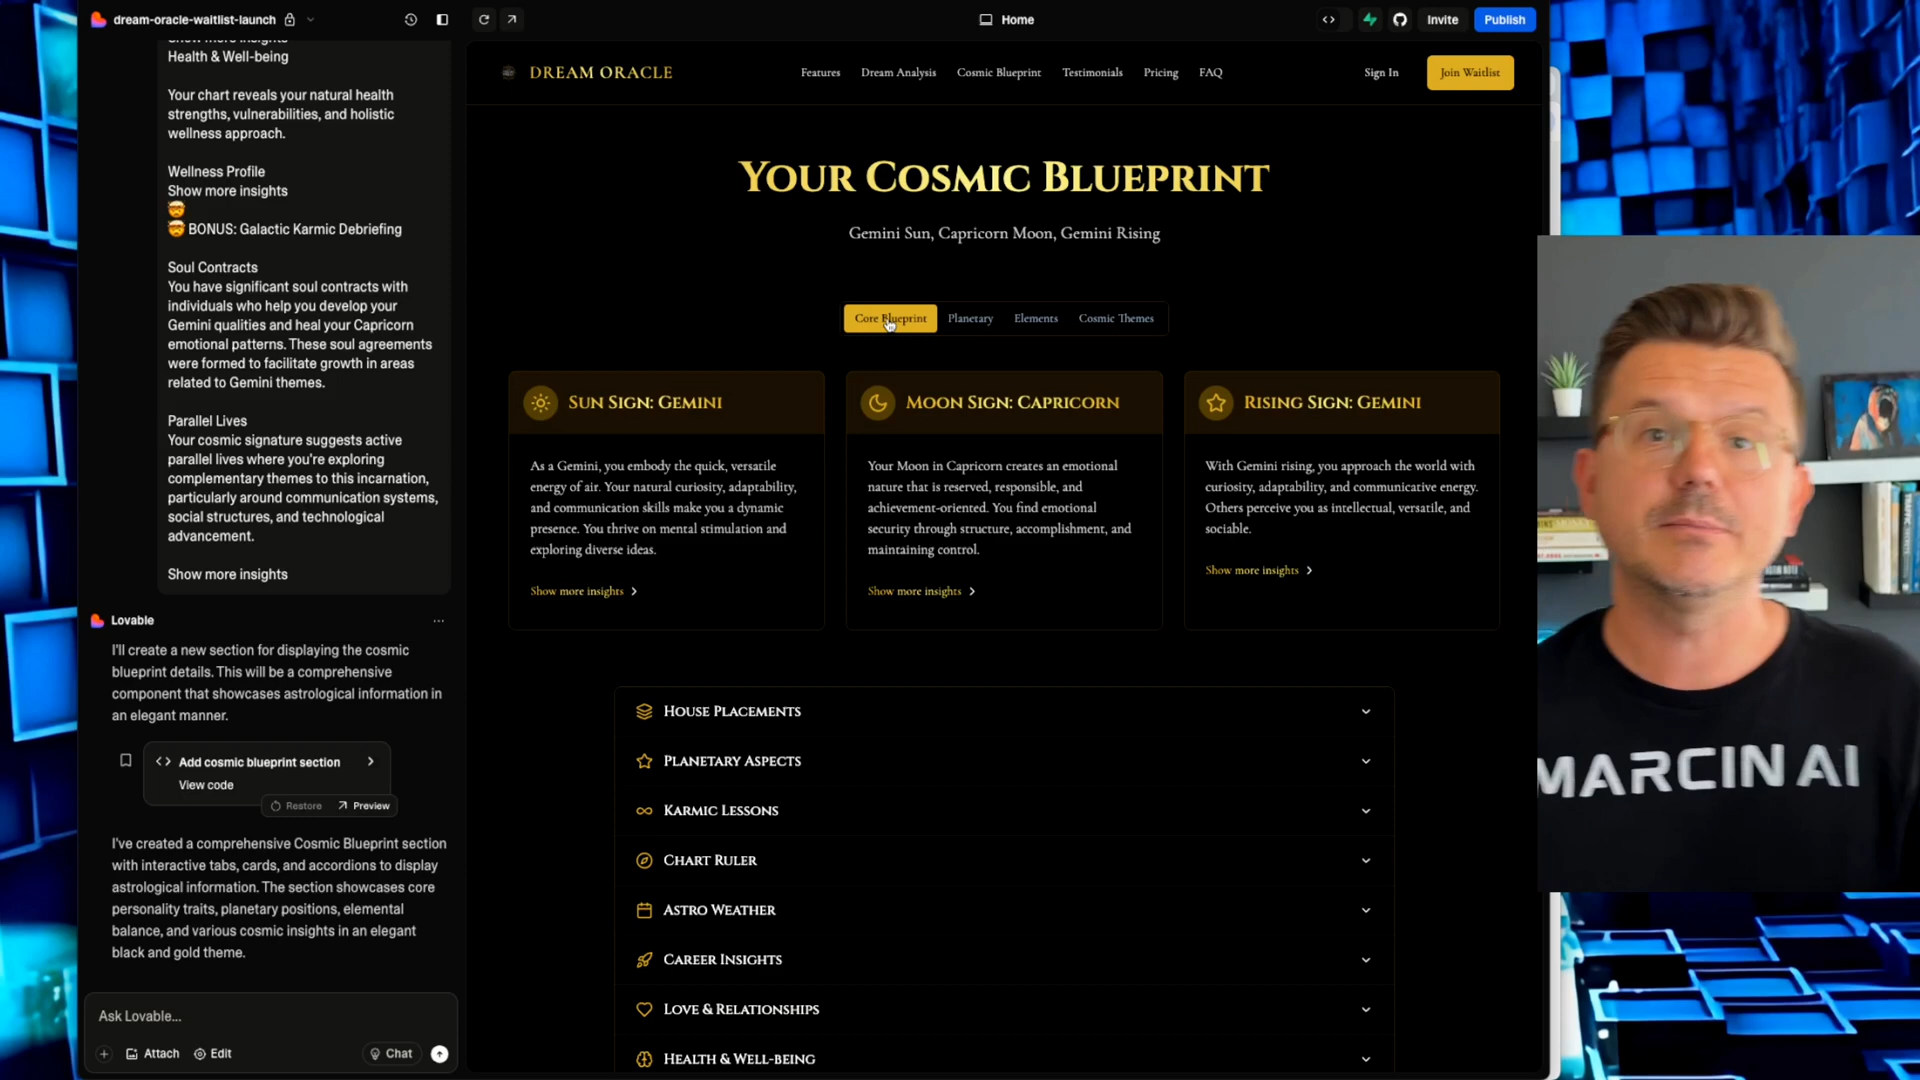 dream-oracle-waitlist-launch
Home
Invite
Publish
Show more insights
Health & Well-being
Your chart reveals your natural health
strengths, vulnerabilities, and holistic
wellness approach.
Wellness Profile
Show more insights
🤯
🤯 BONUS: Galactic Karmic Debriefing
Soul Contracts
You have significant soul contracts with
individuals who help you develop your
Gemini qualities and heal your Capricorn
emotional patterns. These soul agreements
were formed to facilitate growth in areas
related to Gemini themes.
Parallel Lives
Your cosmic signature suggests active
parallel lives where you're exploring
complementary themes to this incarnation,
particularly around communication systems,
social structures, and technological
advancement.
Show more insights
Lovable
I'll create a new section for displaying the cosmic
blueprint details. This will be a comprehensive
component that showcases astrological information in
an elegant manner.
Add cosmic blueprint section
View code
Restore
Preview
I've created a comprehensive Cosmic Blueprint section
with interactive tabs, cards, and accordions to display
astrological information. The section showcases core
personality traits, planetary positions, elemental
balance, and various cosmic insights in an elegant
black and gold theme.
Ask Lovable...
Attach
Edit
Chat
DREAM ORACLE
Features
Dream Analysis
Cosmic Blueprint
Testimonials
Pricing
FAQ
Sign In
Join Waitlist
YOUR COSMIC BLUEPRINT
Gemini Sun, Capricorn Moon, Gemini Rising
Core Blueprint
Planetary
Elements
Cosmic Themes
SUN SIGN: GEMINI
As a Gemini, you embody the quick, versatile
energy of air. Your natural curiosity, adaptability,
and communication skills make you a dynamic
presence. You thrive on mental stimulation and
exploring diverse ideas.
Show more insights
MOON SIGN: CAPRICORN
Your Moon in Capricorn creates an emotional
nature that is reserved, responsible, and
achievement-oriented. You find emotional
security through structure, accomplishment, and
maintaining control.
Show more insights
RISING SIGN: GEMINI
With Gemini rising, you approach the world with
curiosity, adaptability, and communicative energy.
Others perceive you as intellectual, versatile, and
sociable.
Show more insights
HOUSE PLACEMENTS
PLANETARY ASPECTS
KARMIC LESSONS
CHART RULER
ASTRO WEATHER
CAREER INSIGHTS
LOVE & RELATIONSHIPS
HEALTH & WELL-BEING
MARCIN AI